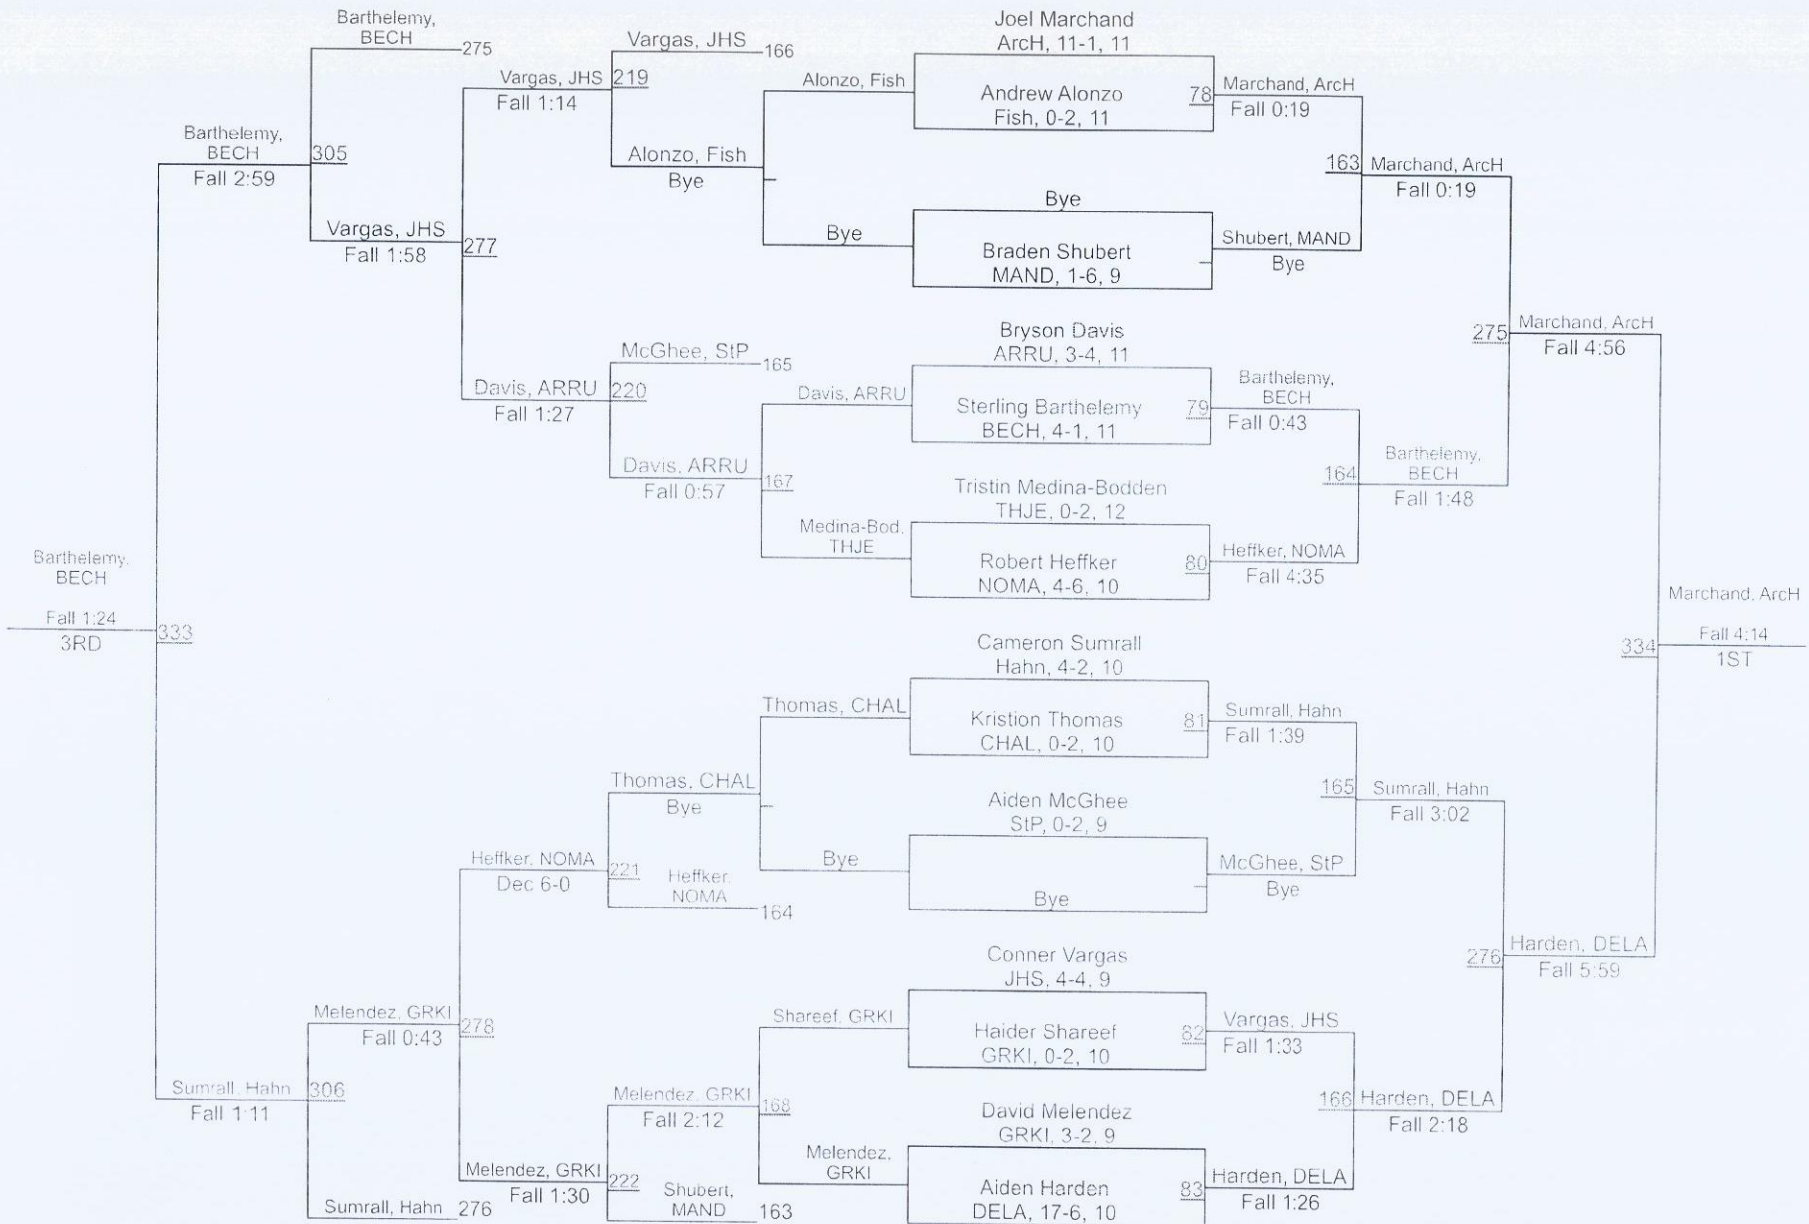 Barthelemy,
BECH
275
Barthelemy,
BECH
305
Fall 2:59
Vargas, JHS
219
Fall 1:14
Vargas, JHS
166
Alonzo, Fish
Bye
Vargas, JHS
277
Fall 1:58
McGhee, StP
165
Davis, ARRU
220
Fall 1:27
Davis, ARRU
167
Fall 0:57
Alonzo, Fish
Bye
Davis, ARRU
Medina-Bod,
THJE
Joel Marchand
ArcH, 11-1, 11
Andrew Alonzo
78
Fish, 0-2, 11
Bye
Braden Shubert
MAND, 1-6, 9
Bryson Davis
ARRU, 3-4, 11
Sterling Barthelemy
79
BECH, 4-1, 11
Tristin Medina-Bodden
THJE, 0-2, 12
Robert Heffker
80
NOMA, 4-6, 10
Marchand, ArcH
Fall 0:19
163
Marchand, ArcH
Fall 0:19
Shubert, MAND
Bye
Barthelemy,
BECH
Fall 0:43
164
Barthelemy,
BECH
Fall 1:48
Heffker, NOMA
Fall 4:35
275
Marchand, ArcH
Fall 4:56
Barthelemy,
BECH
Fall 1:24
333
3RD
Marchand, ArcH
334
Fall 4:14
1ST
Cameron Sumrall
Hahn, 4-2, 10
Kristion Thomas
81
CHAL, 0-2, 10
Aiden McGhee
StP, 0-2, 9
Bye
Conner Vargas
JHS, 4-4, 9
Haider Shareef
82
GRKI, 0-2, 10
David Melendez
GRKI, 3-2, 9
Aiden Harden
83
DELA, 17-6, 10
Thomas, CHAL
Thomas, CHAL
Bye
Bye
Heffker, NOMA
221
Dec 6-0
Heffker,
NOMA
164
Melendez, GRKI
278
Fall 0:43
Shareef, GRKI
Sumrall, Hahn
306
Fall 1:11
Melendez, GRKI
168
Fall 2:12
Melendez,
GRKI
Melendez, GRKI
222
Fall 1:30
Shubert,
MAND
163
Sumrall, Hahn
276
Sumrall, Hahn
Fall 1:39
165
Sumrall, Hahn
Fall 3:02
McGhee, StP
Bye
276
Harden, DELA
Fall 5:59
Vargas, JHS
Fall 1:33
166
Harden, DELA
Fall 2:18
Harden, DELA
Fall 1:26